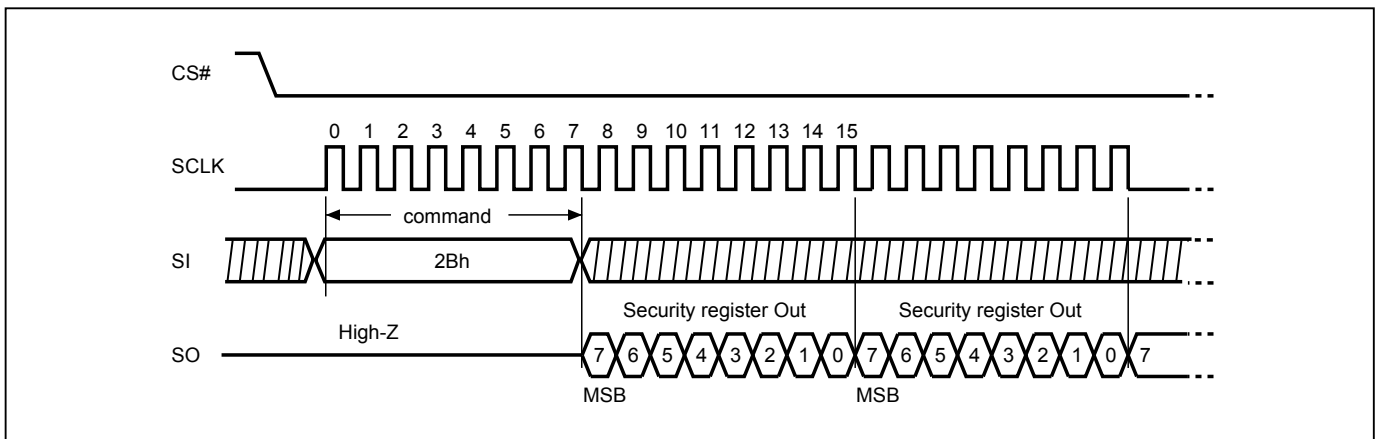 CS#
0 1 2 3 4 5 6 7 8 9 10 11 12 13 14 15
SCLK
command
SI
2Bh
Security register Out Security register Out
High-Z
SO
7 6 5 4 3 2 1 0 7 6 5 4 3 2 1 0 7
MSB MSB